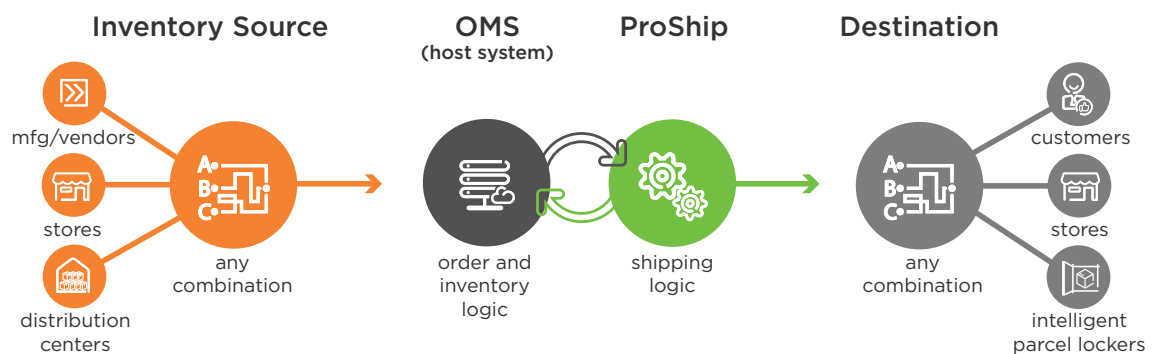 Inventory Source
OMS
(host system)
ProShip
Destination
mfg/vendors
stores
distribution
centers
A
B
C
any
combination
order and
inventory
logic
shipping
logic
A
B
C
any
combination
customers
stores
intelligent
parcel lockers